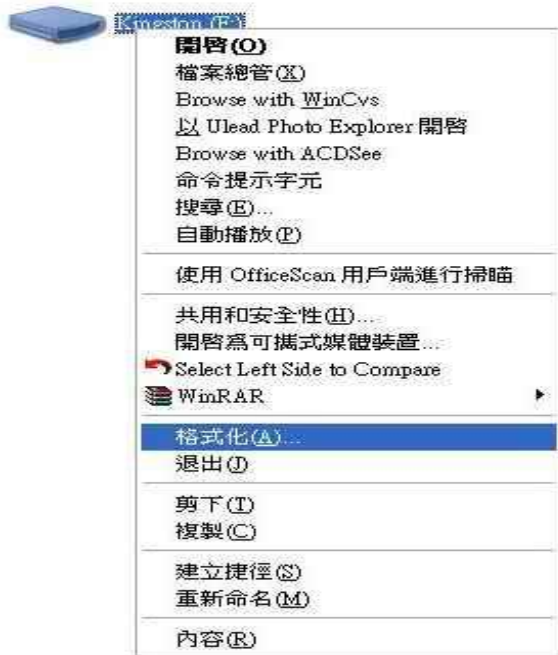 Kingston (F:)
開啓(O)
檔案總管(X)
Browse with WinCvs
以 Ulead Photo Explorer 開啓
Browse with ACDSee
命令提示字元
搜尋(E)...
自動播放(P)
使用 OfficeScan 用戶端進行掃瞄
共用和安全性(H)...
開啓爲可攜式媒體裝置...
Select Left Side to Compare
WinRAR
格式化(A)...
退出(J)
剪下(T)
複製(C)
建立捷徑(S)
重新命名(M)
內容(R)